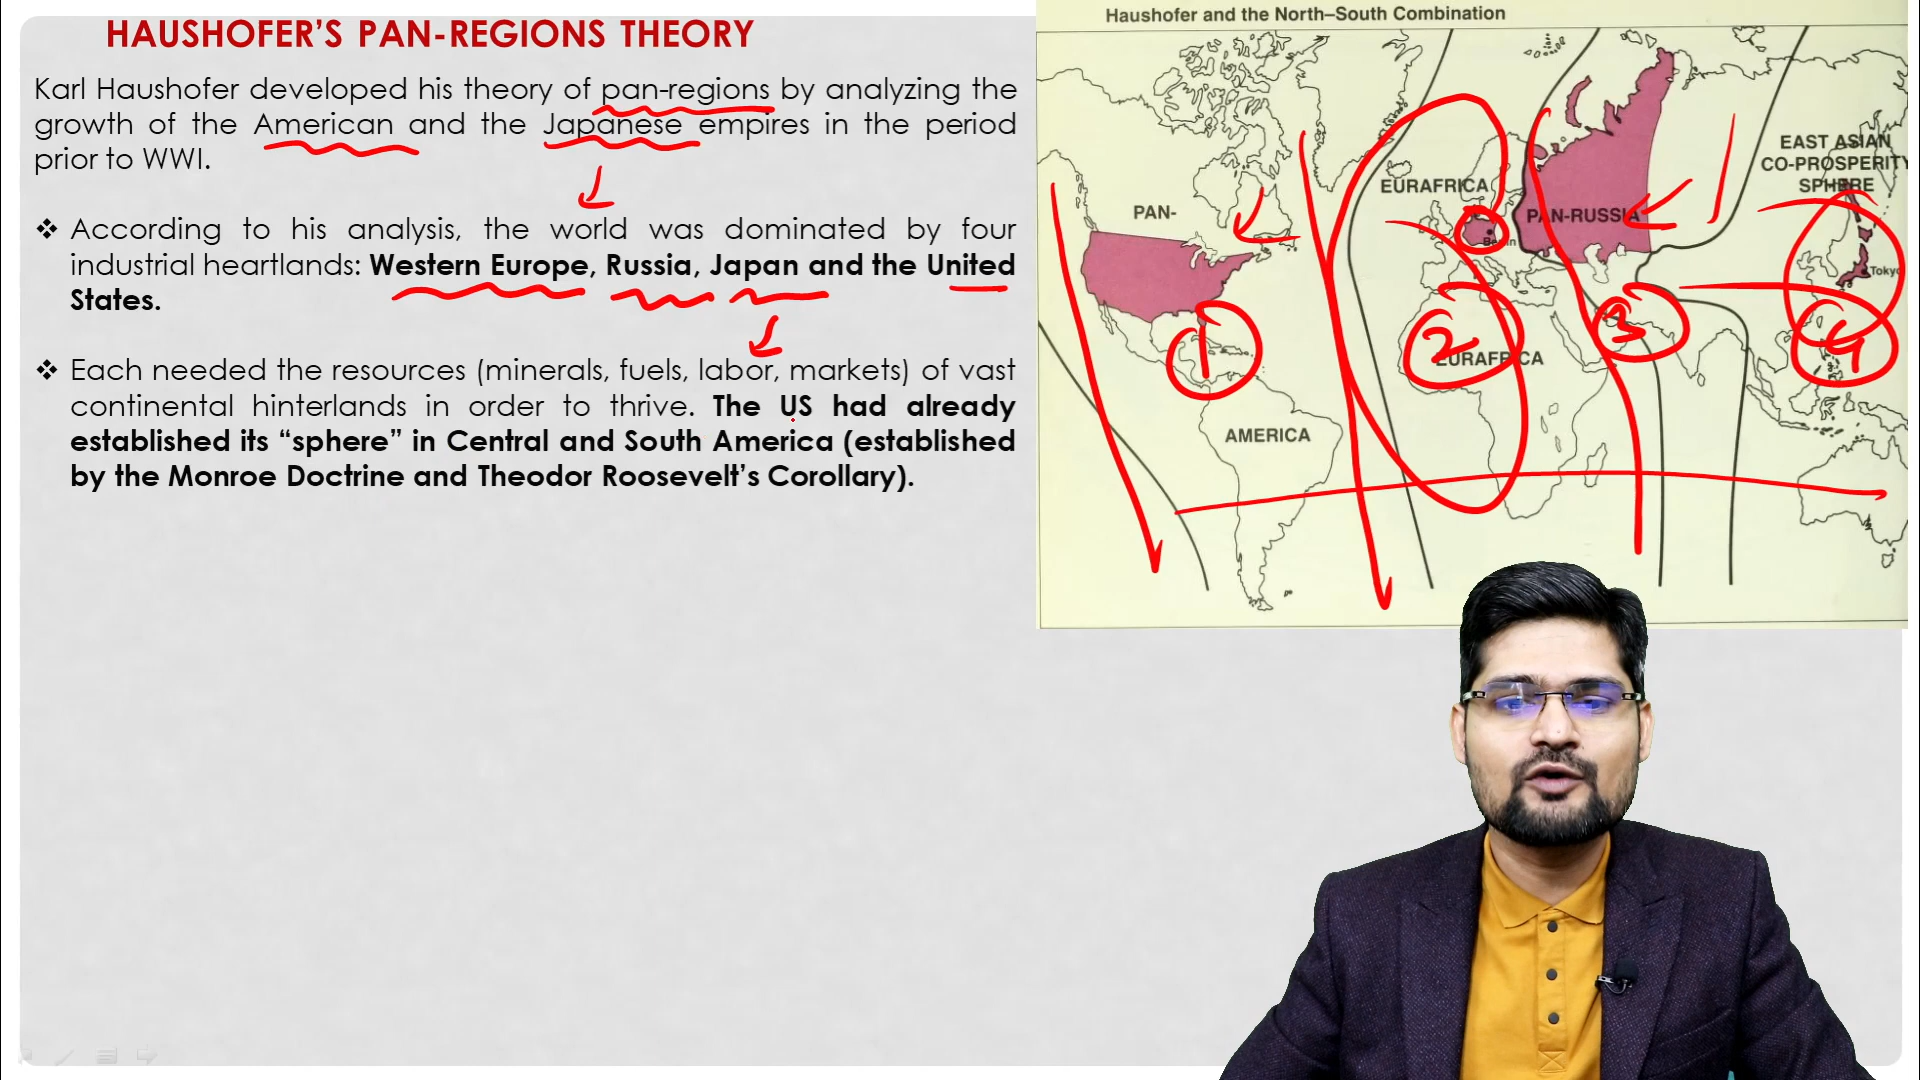 HAUSHOFER'S PAN-REGIONS THEORY
Karl Haushofer developed his theory of pan-regions by analyzing the
growth of the American and the Japanese empires in the period
prior to WWI.
❖ According to his analysis, the world was dominated by four
industrial heartlands: Western Europe, Russia, Japan and the United
States.
❖ Each needed the resources (minerals, fuels, labor, markets) of vast
continental hinterlands in order to thrive. The US had already
established its “sphere” in Central and South America (established
by the Monroe Doctrine and Theodor Roosevelt’s Corollary).
Haushofer and the North–South Combination
EAST ASIAN
CO-PROSPERITY
SPHERE
EURAFRICA
PAN-
PAN-RUSSIA
Berlin
Tokyo
1
2
3
4
EURAFRICA
AMERICA